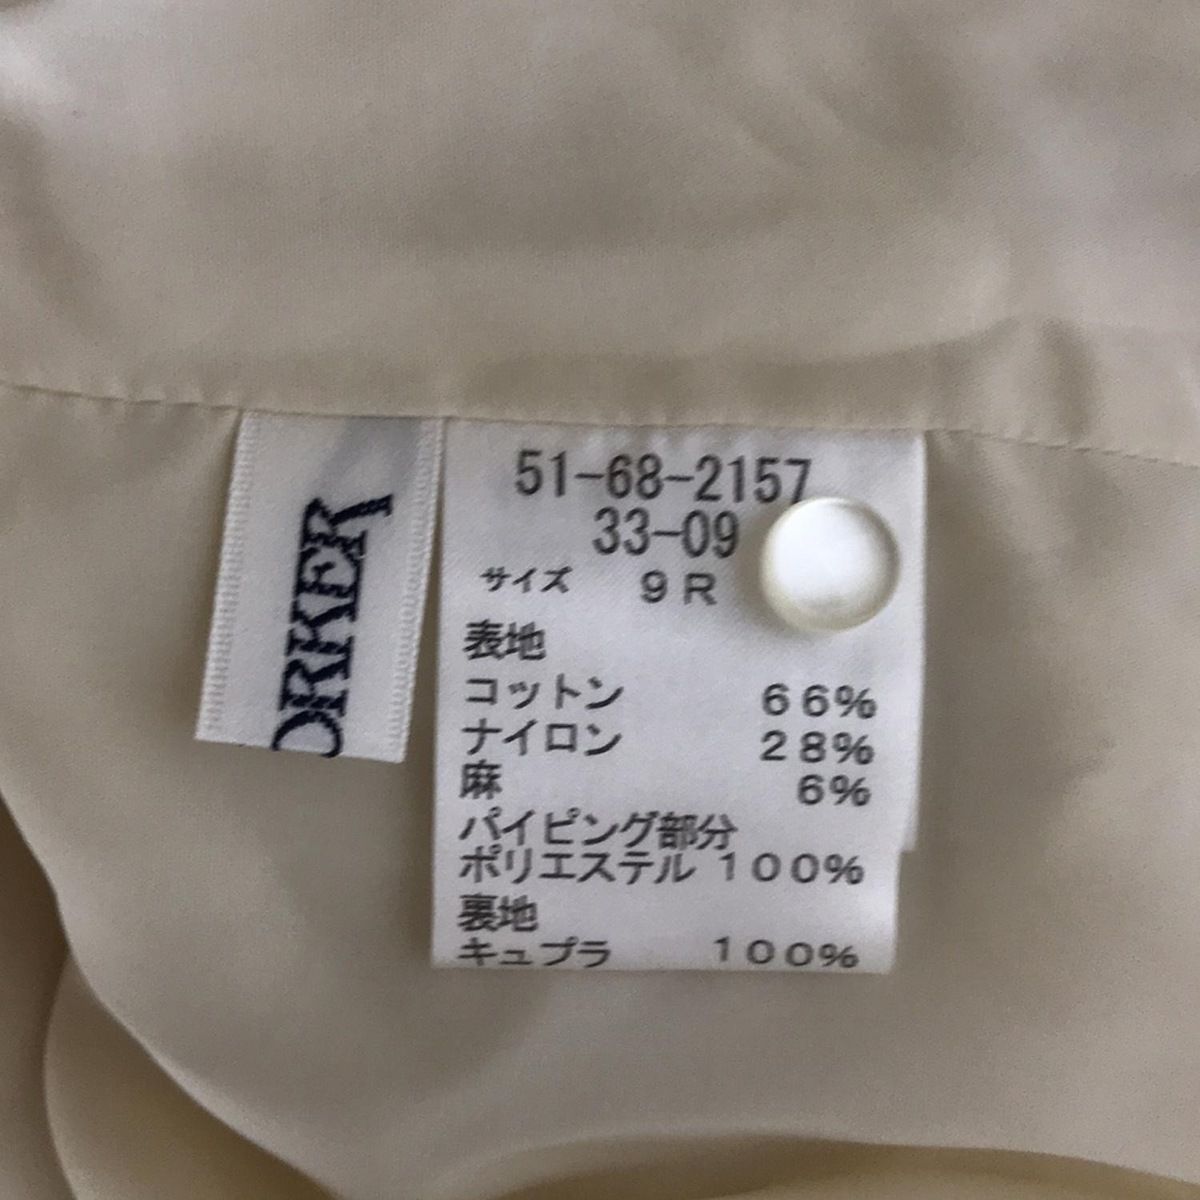 ORKER
51-68-2157
33-09
サイズ 9R
表地
コットン 66%
ナイロン 28%
麻 6%
パイピング部分
ポリエステル 100%
裏地
キュプラ 100%